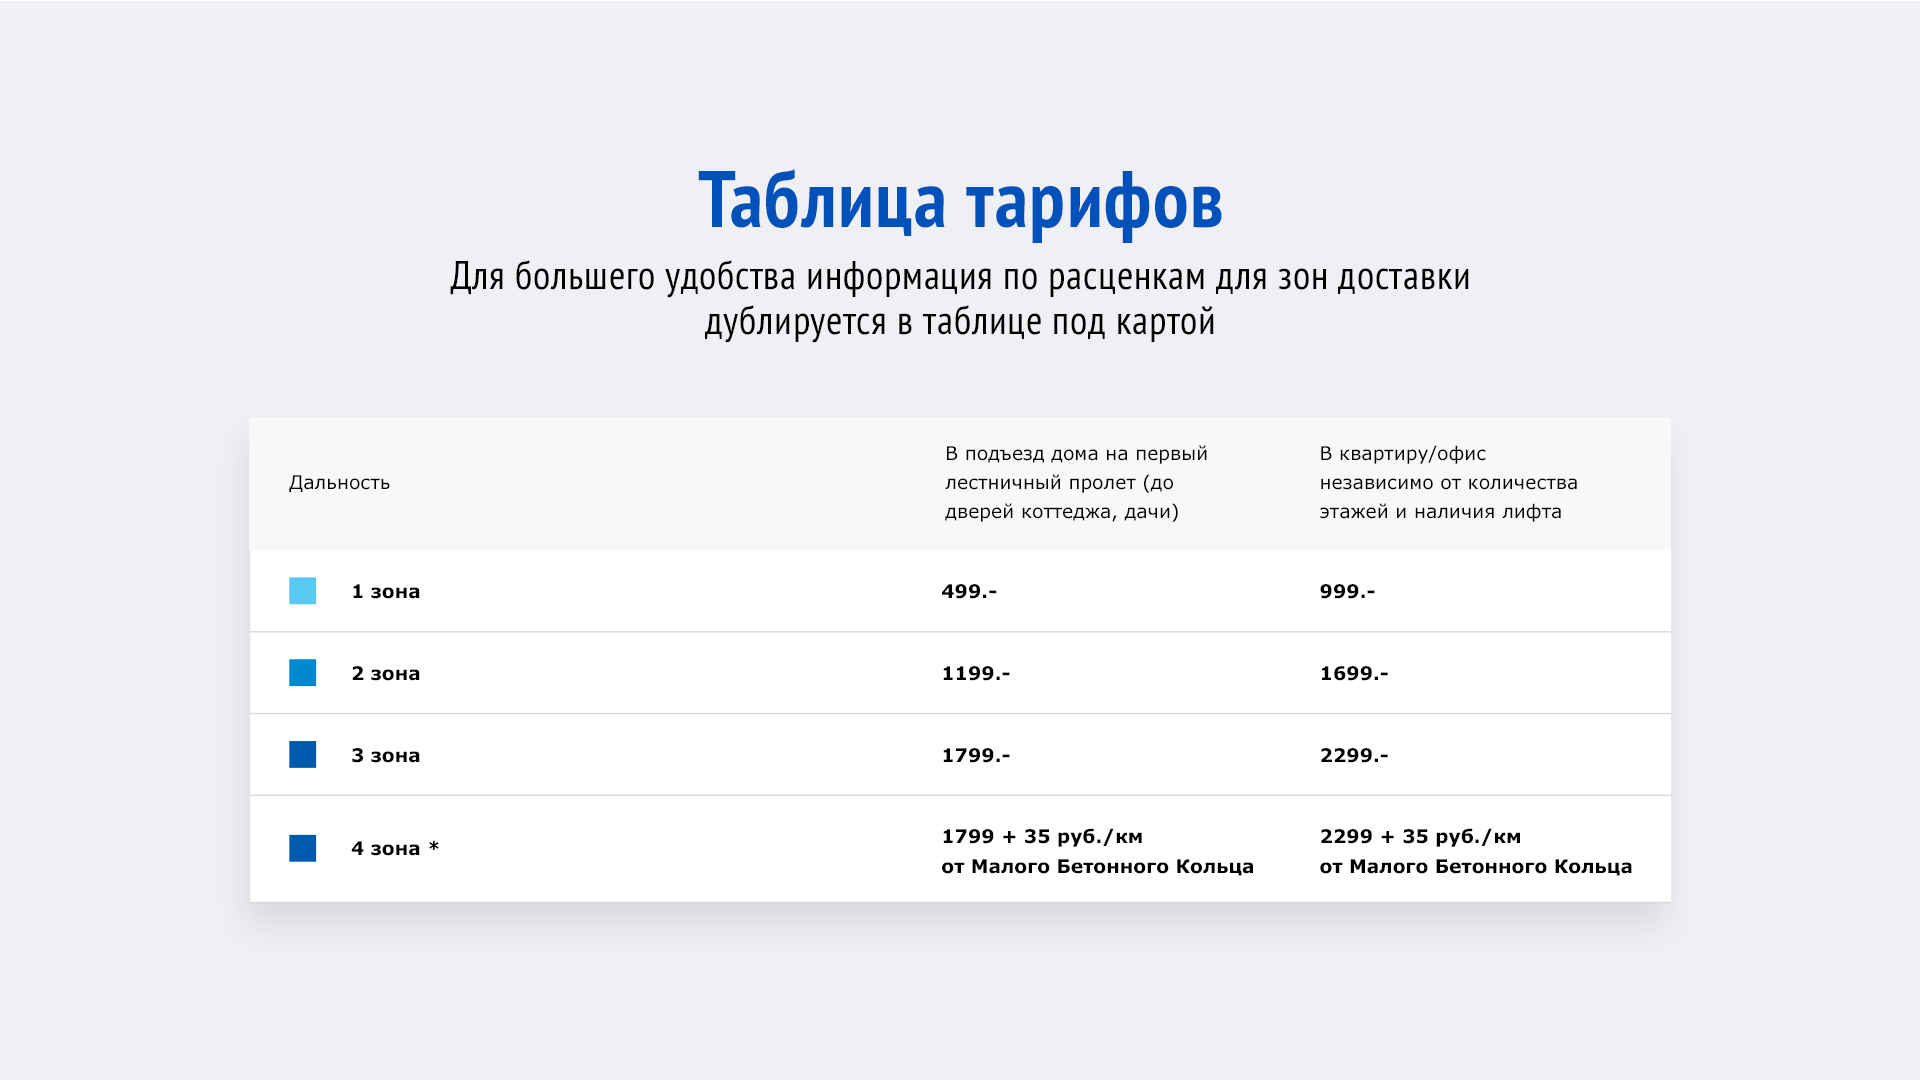 Таблица тарифов
Для большего удобства информация по расценкам для зон доставки
дублируется в таблице под картой
Дальность
В подъезд дома на первый
лестничный пролет (до
дверей коттеджа, дачи)
В квартиру/офис
независимо от количества
этажей и наличия лифта
1 зона
499.-
999.-
2 зона
1199.-
1699.-
3 зона
1799.-
2299.-
4 зона *
1799 + 35 руб./км
от Малого Бетонного Кольца
2299 + 35 руб./км
от Малого Бетонного Кольца